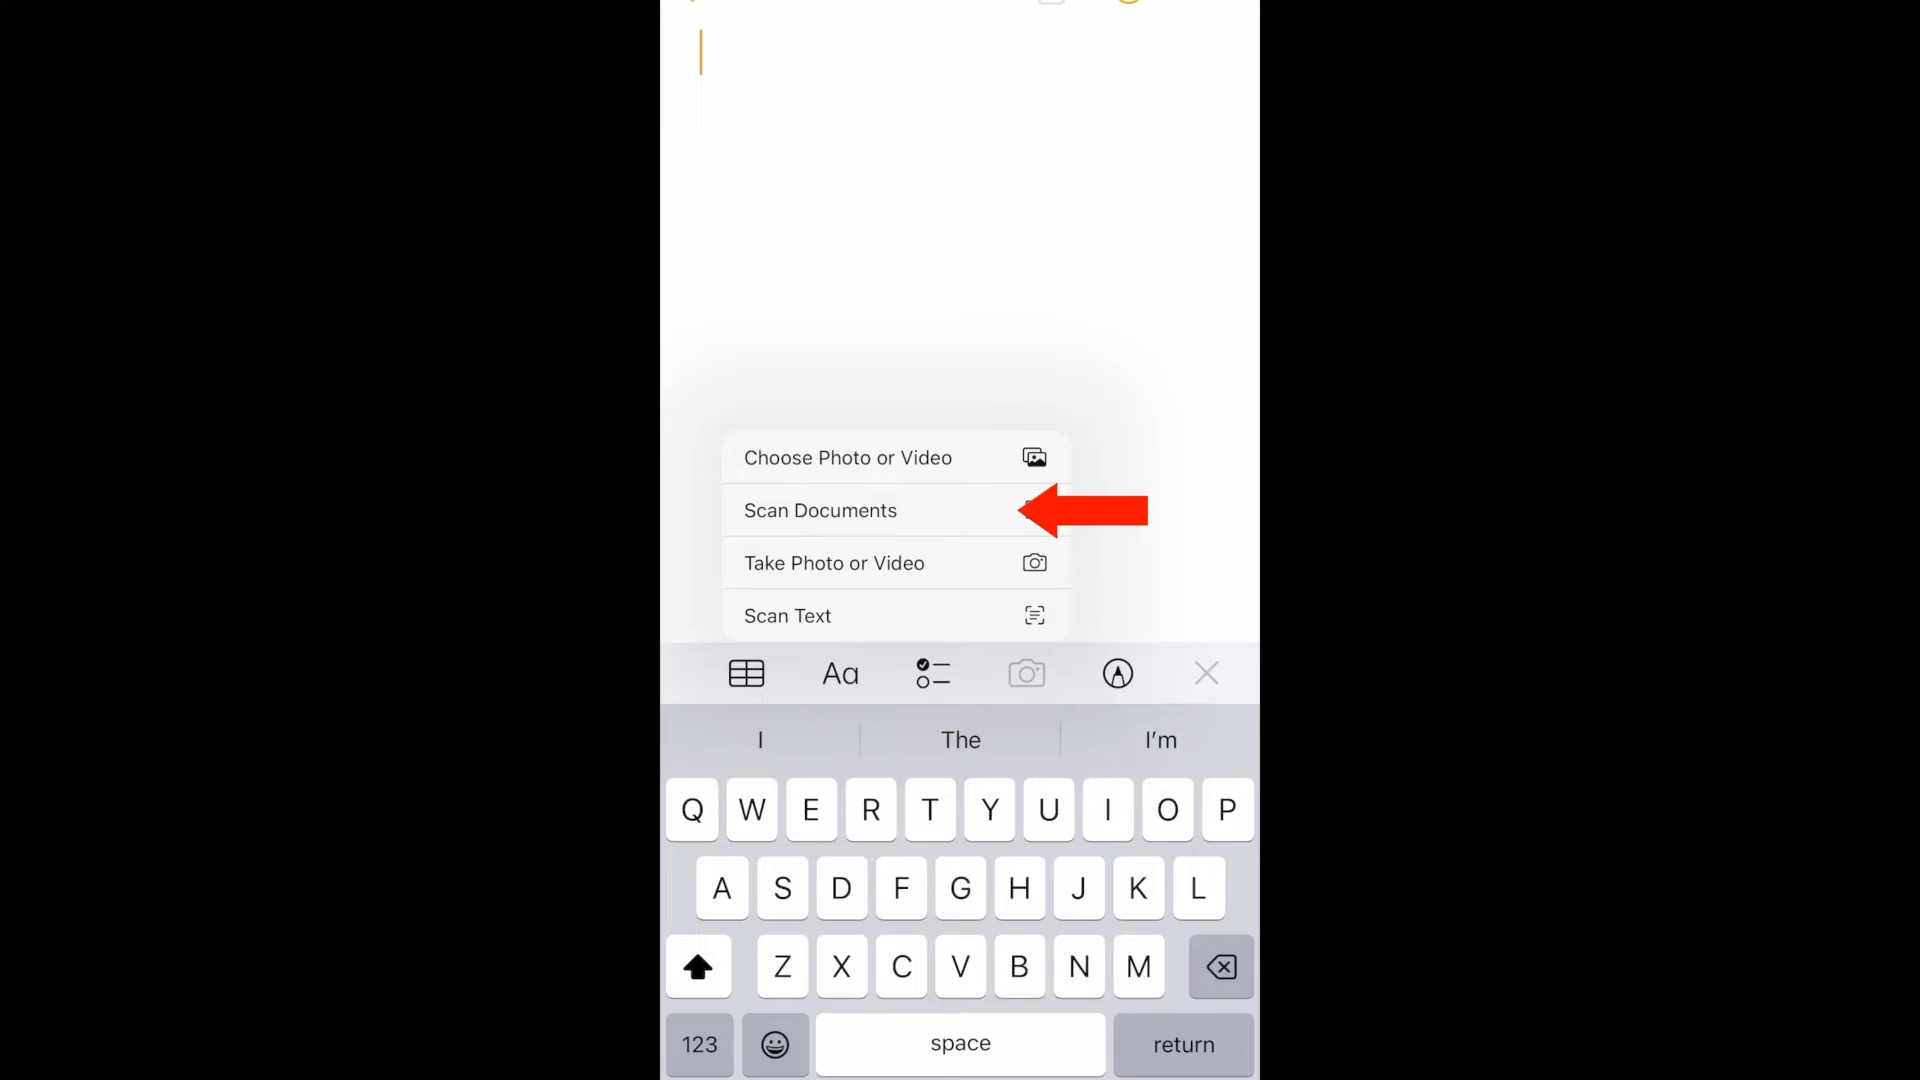 Choose Photo or Video
Scan Documents
Take Photo or Video
Scan Text
Aa
I The I’m
Q W E R T Y U I O P
A S D F G H J K L
Z X C V B N M
123 space return